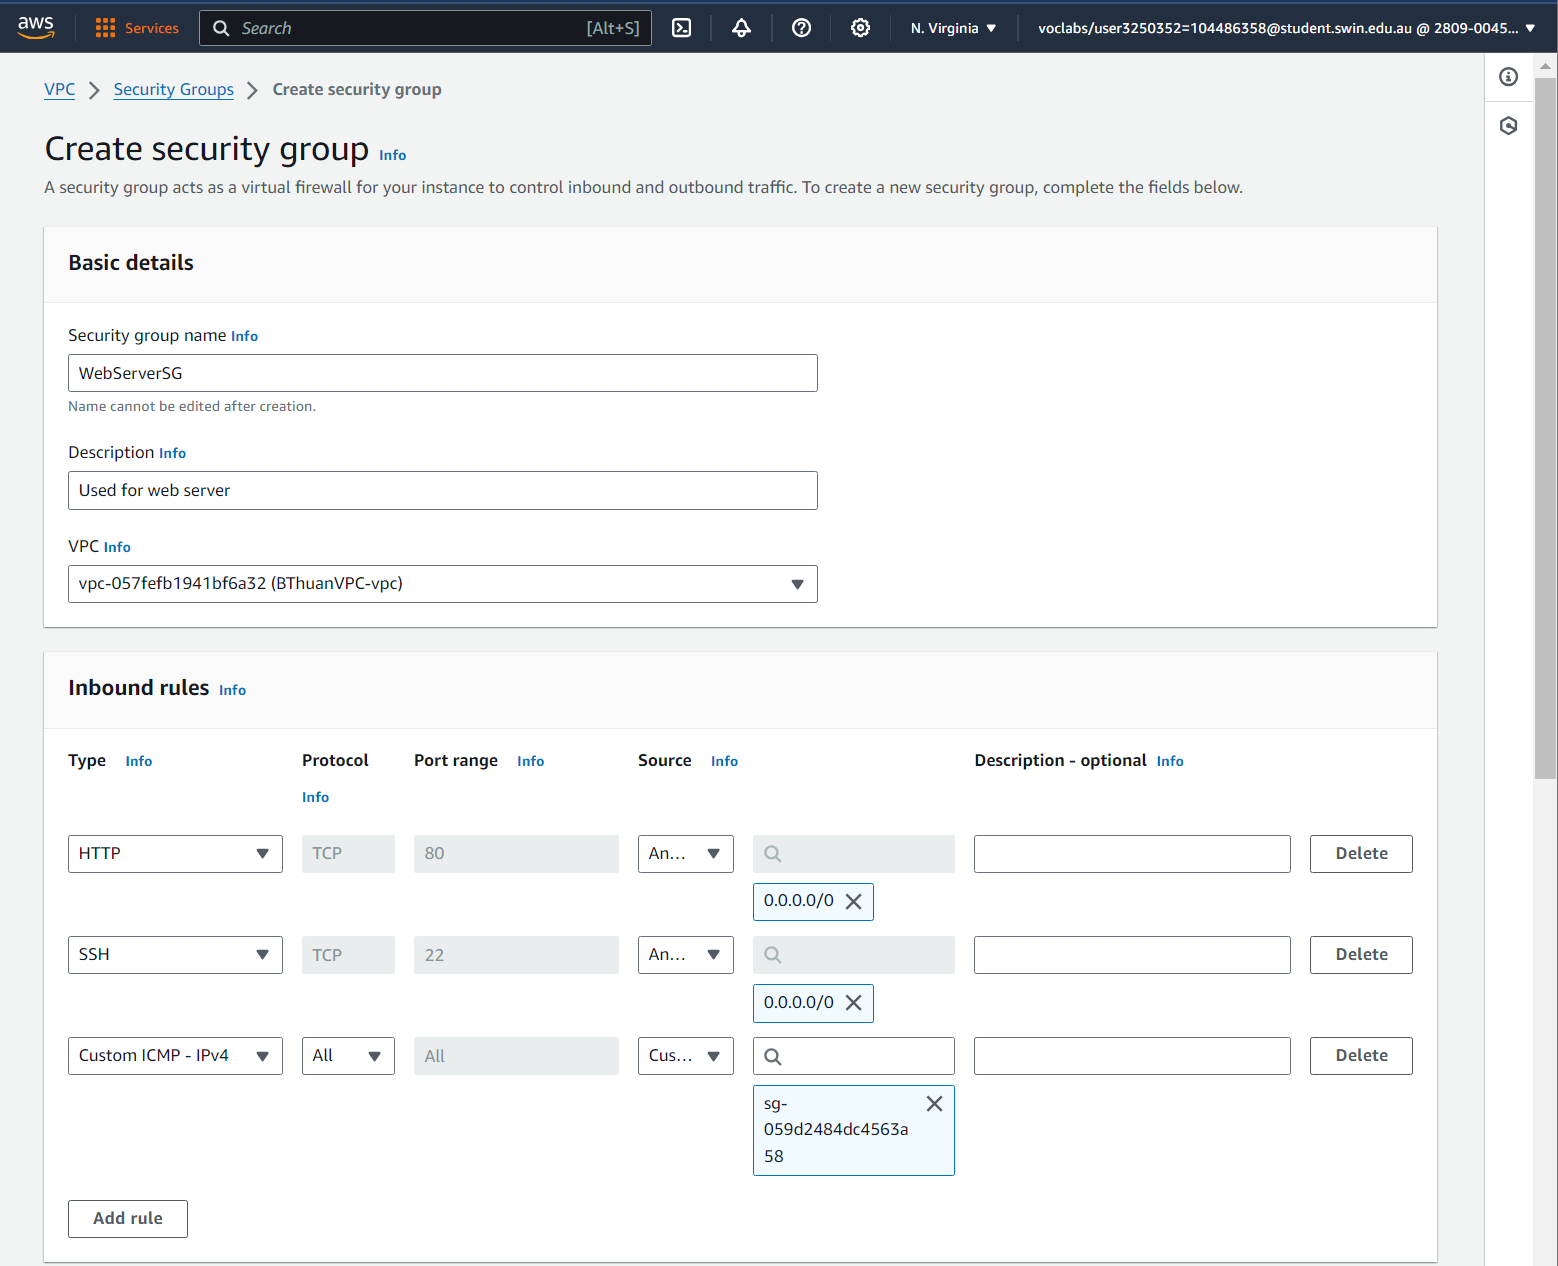 aws
Services
Search [Alt+S]
N. Virginia
voclabs/user3250352=104486358@student.swin.edu.au @ 2809-0045...
VPC Security Groups Create security group
Create security group Info
A security group acts as a virtual firewall for your instance to control inbound and outbound traffic. To create a new security group, complete the fields below.
Basic details
Security group name Info
WebServerSG
Name cannot be edited after creation.
Description Info
Used for web server
VPC Info
vpc-057fefb1941bf6a32 (BThuanVPC-vpc)
Inbound rules Info
Type Info Protocol Info Port range Info Source Info Description - optional Info
HTTP TCP 80 An... Delete
0.0.0.0/0
SSH TCP 22 An... Delete
0.0.0.0/0
Custom ICMP - IPv4 All All Cus... Delete
sg-
059d2484dc4563a
58
Add rule